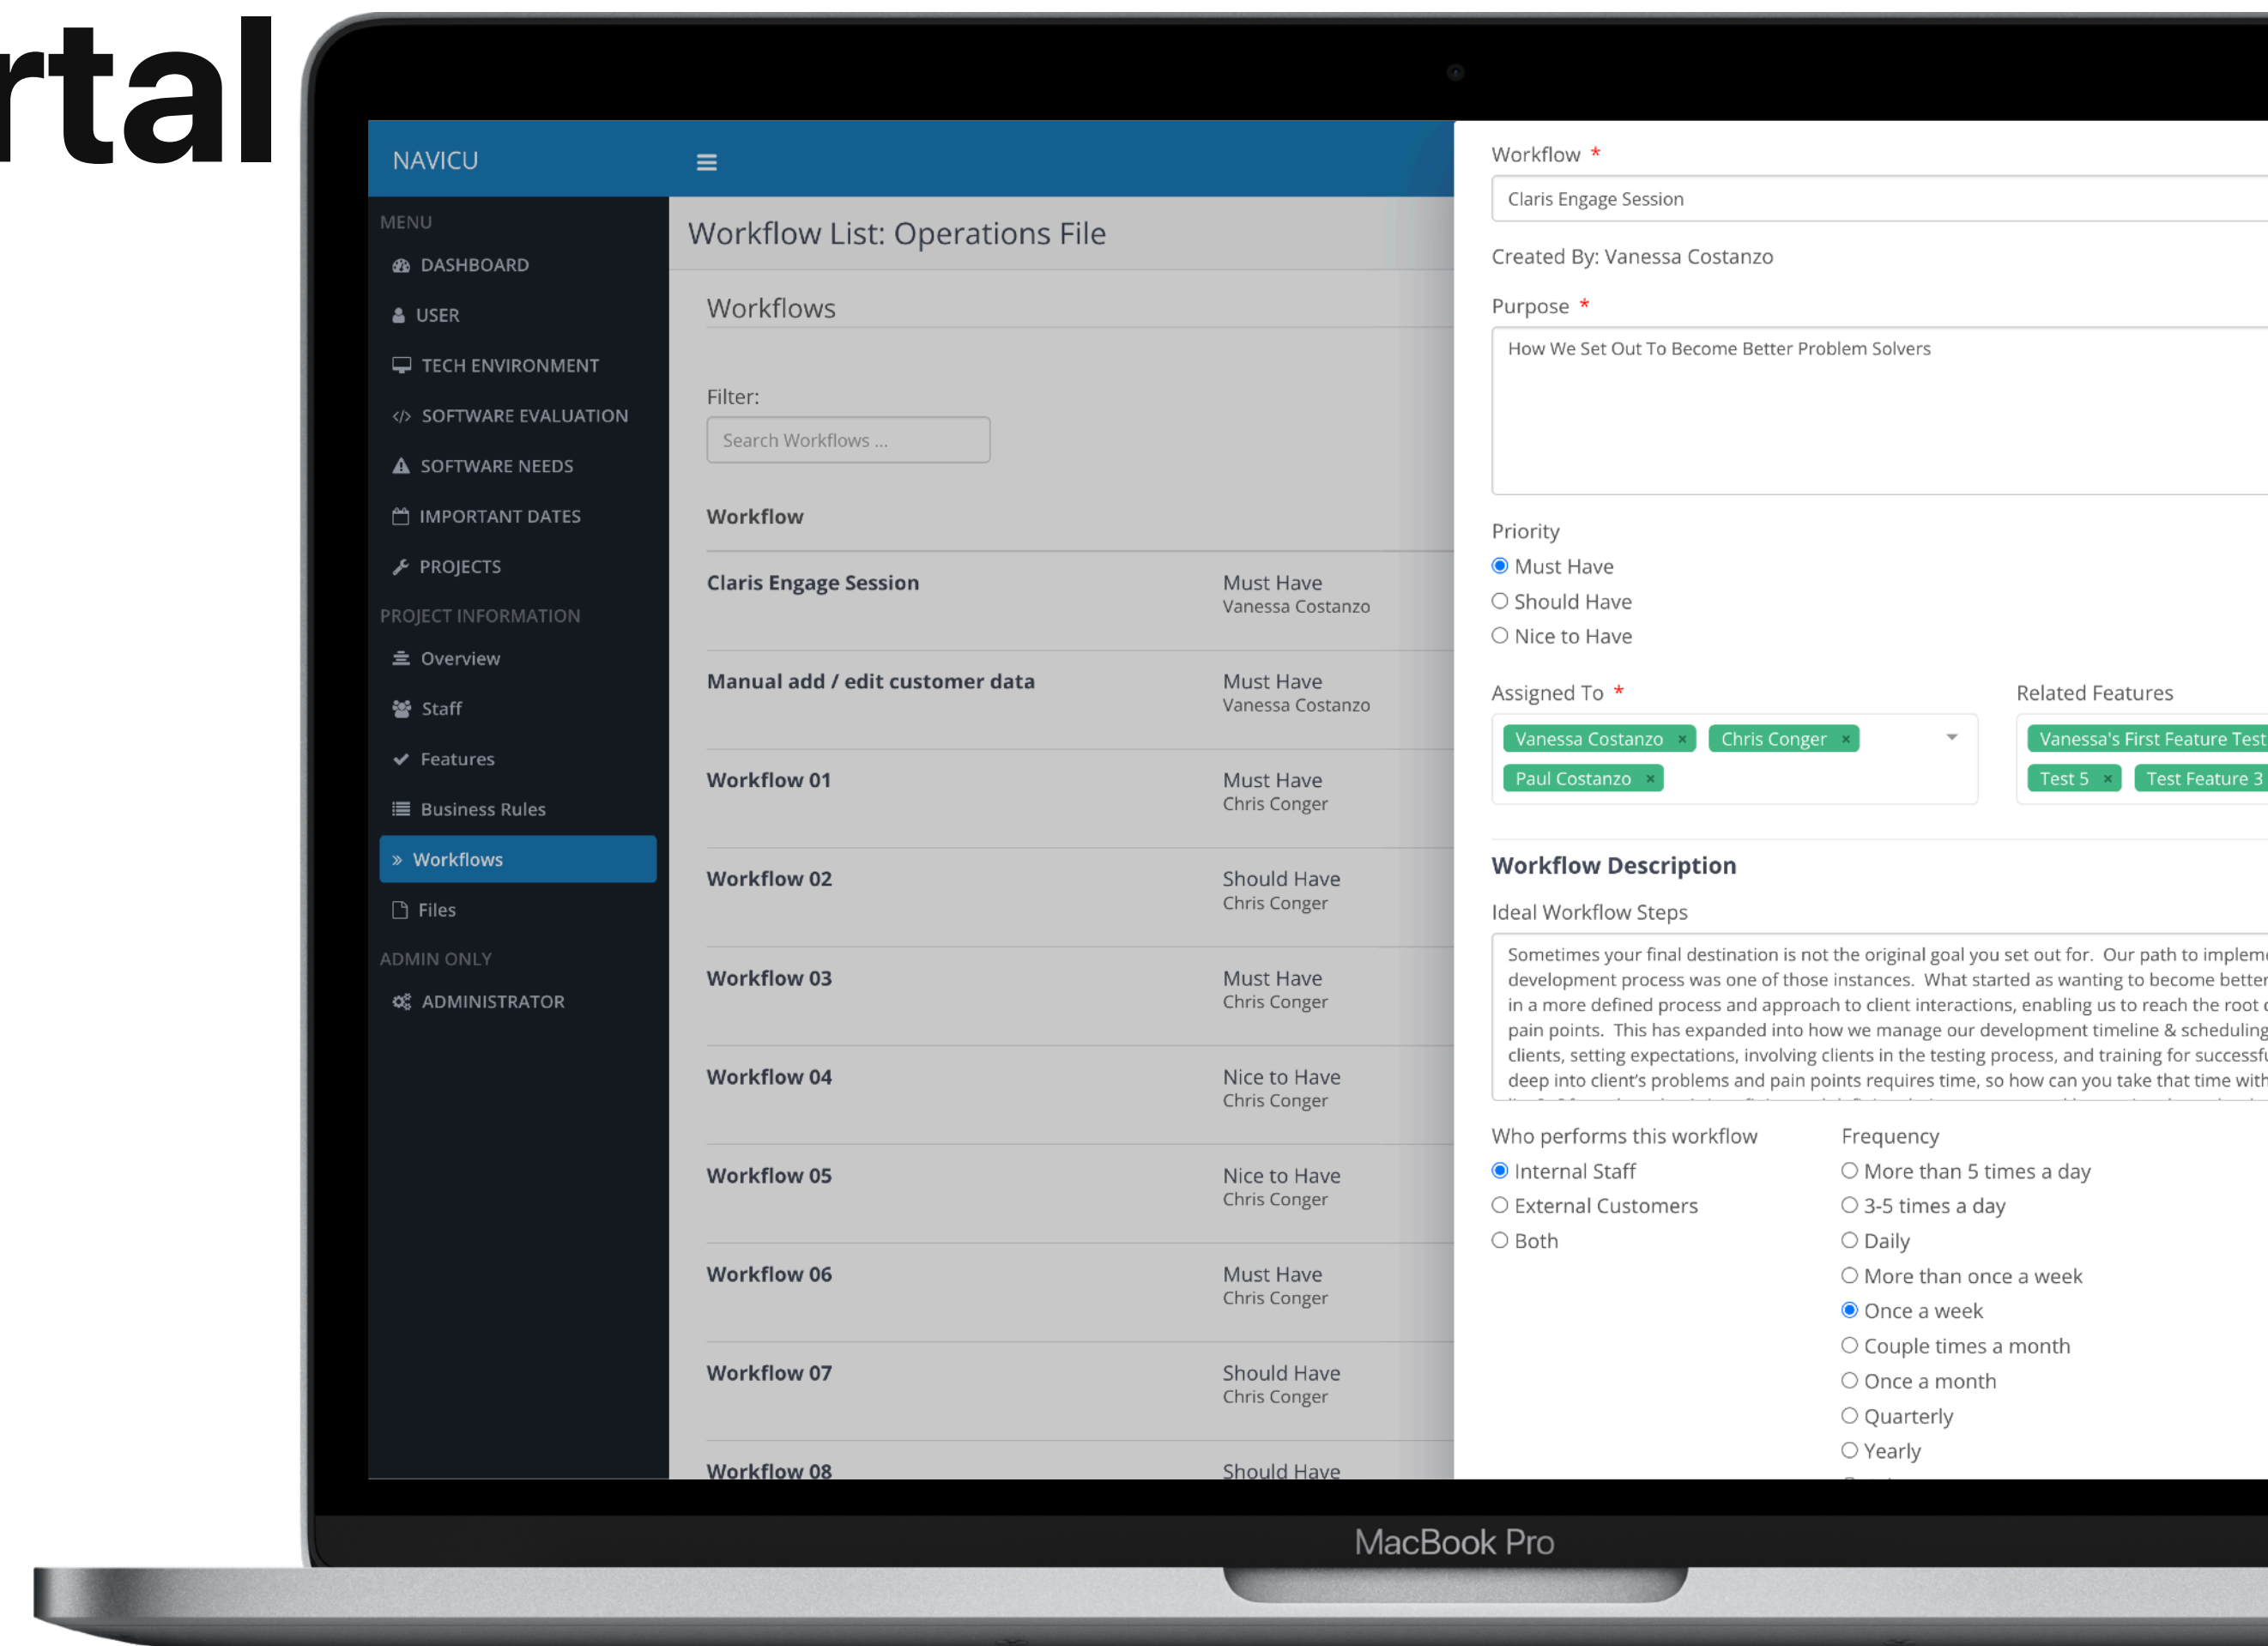 rtal
NAVICU
MENU
DASHBOARD
USER
TECH ENVIRONMENT
SOFTWARE EVALUATION
SOFTWARE NEEDS
IMPORTANT DATES
PROJECTS
PROJECT INFORMATION
Overview
Staff
Features
Business Rules
Workflows
Files
ADMIN ONLY
ADMINISTRATOR
Workflow List: Operations File
Workflows
Filter:
Search Workflows ...
Workflow
Claris Engage Session Must Have
Vanessa Costanzo
Manual add / edit customer data Must Have
Vanessa Costanzo
Workflow 01 Must Have
Chris Conger
Workflow 02 Should Have
Chris Conger
Workflow 03 Must Have
Chris Conger
Workflow 04 Nice to Have
Chris Conger
Workflow 05 Nice to Have
Chris Conger
Workflow 06 Must Have
Chris Conger
Workflow 07 Should Have
Chris Conger
Workflow 08 Should Have
Workflow *
Claris Engage Session
Created By: Vanessa Costanzo
Purpose *
How We Set Out To Become Better Problem Solvers
Priority
Must Have
Should Have
Nice to Have
Assigned To *
Vanessa Costanzo × Chris Conger ×
Paul Costanzo ×
Related Features
Vanessa's First Feature Test
Test 5 × Test Feature 3
Workflow Description
Ideal Workflow Steps
Sometimes your final destination is not the original goal you set out for. Our path to
development process was one of those instances. What started as wanting to become better
in a more defined process and approach to client interactions, enabling us to reach the root
pain points. This has expanded into how we manage our development timeline & scheduling
clients, setting expectations, involving clients in the testing process, and training for
deep into client's problems and pain points requires time, so how can you take that time with
Who performs this workflow
Internal Staff
External Customers
Both
Frequency
More than 5 times a day
3-5 times a day
Daily
More than once a week
Once a week
Couple times a month
Once a month
Quarterly
Yearly
MacBook Pro